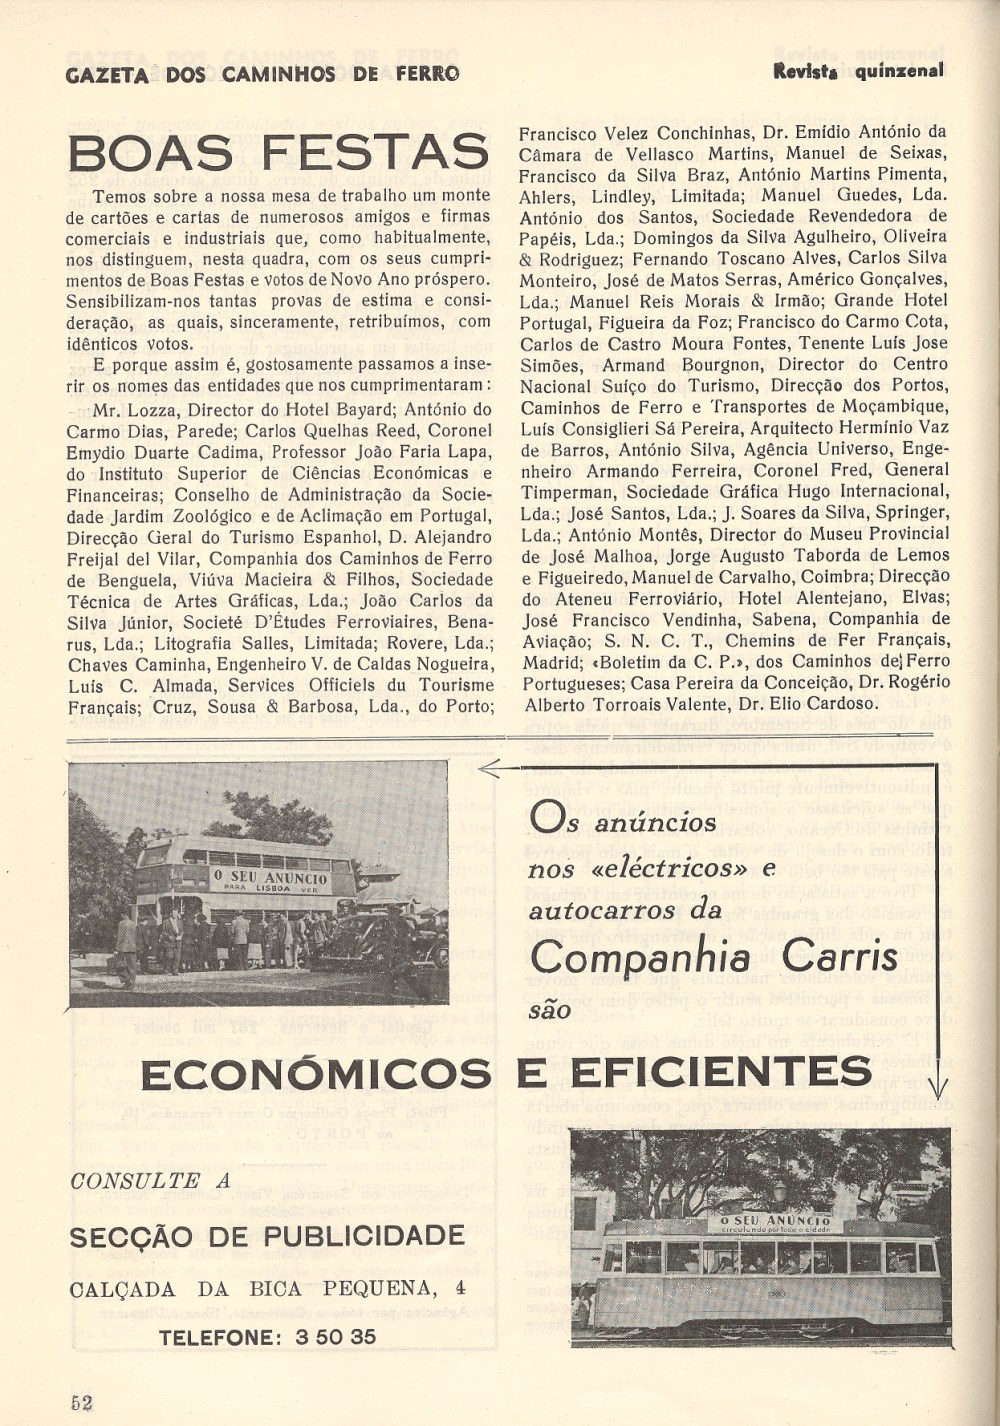 GAZETA DOS CAMINHOS DE FERRO
Revista quinzenal
BOAS FESTAS
Temos sobre a nossa mesa de trabalho um monte
de cartões e cartas de numerosos amigos e firmas
comerciais e industriais que, como habitualmente,
nos distinguem, nesta quadra, com os seus cumpri-
mentos de Boas Festas e votos de Novo Ano próspero.
Sensibilizam-nos tantas provas de estima e consi-
deração, as quais, sinceramente, retribuímos, com
idênticos votos.
E porque assim é, gostosamente passamos a inse-
rir os nomes das entidades que nos cumprimentaram:
Mr. Lozza, Director do Hotel Bayard; António do
Carmo Dias, Parede; Carlos Quelhas Reed, Coronel
Emydio Duarte Cadima, Professor João Faria Lapa,
do Instituto Superior de Ciências Económicas e
Financeiras; Conselho de Administração da Socie-
dade Jardim Zoológico e de Aclimação em Portugal,
Direcção Geral do Turismo Espanhol, D. Alejandro
Freijal del Vilar, Companhia dos Caminhos de Ferro
de Benguela, Viúva Macieira & Filhos, Sociedade
Técnica de Artes Gráficas, Lda.; João Carlos da
Silva Júnior, Societé D'Études Ferroviaires, Bena-
rus, Lda.; Litografia Salles, Limitada; Rovere, Lda.;
Chaves Caminha, Engenheiro V. de Caldas Nogueira,
Luís C. Almada, Services Officiels du Tourisme
Français; Cruz, Sousa & Barbosa, Lda., do Porto;
Francisco Velez Conchinhas, Dr. Emídio António da
Câmara de Vellasco Martins, Manuel de Seixas,
Francisco da Silva Braz, António Martins Pimenta,
Ahlers, Lindley, Limitada; Manuel Guedes, Lda.
António dos Santos, Sociedade Revendedora de
Papéis, Lda.; Domingos da Silva Agulheiro, Oliveira
& Rodriguez; Fernando Toscano Alves, Carlos Silva
Monteiro, José de Matos Serras, Américo Gonçalves,
Lda.; Manuel Reis Morais & Irmão; Grande Hotel
Portugal, Figueira da Foz; Francisco do Carmo Cota,
Carlos de Castro Moura Fontes, Tenente Luís Jose
Simões, Armand Bourgnon, Director do Centro
Nacional Suíço do Turismo, Direcção dos Portos,
Caminhos de Ferro e Transportes de Moçambique,
Luís Consiglieri Sá Pereira, Arquitecto Hermínio Vaz
de Barros, António Silva, Agência Universo, Enge-
nheiro Armando Ferreira, Coronel Fred, General
Timperman, Sociedade Gráfica Hugo Internacional,
Lda.; José Santos, Lda.; J. Soares da Silva, Springer,
Lda.; António Montês, Director do Museu Provincial
de José Malhoa, Jorge Augusto Taborda de Lemos
e Figueiredo, Manuel de Carvalho, Coimbra; Direcção
do Ateneu Ferroviário, Hotel Alentejano, Elvas;
José Francisco Vendinha, Sabena, Companhia de
Aviação; S. N. C. T., Chemins de Fer Français,
Madrid; «Boletim da C. P.», dos Caminhos de Ferro
Portugueses; Casa Pereira da Conceição, Dr. Rogério
Alberto Torroais Valente, Dr. Elio Cardoso.
O SEU ANÚNCIO
PARA LISBOA VER
Os anúncios
nos «eléctricos» e
autocarros da
Companhia Carris
são
ECONÓMICOS E EFICIENTES
CONSULTE A
SECÇÃO DE PUBLICIDADE
CALÇADA DA BICA PEQUENA, 4
TELEFONE: 3 50 35
O SEU ANÚNCIO
circulando por toda a cidade
52